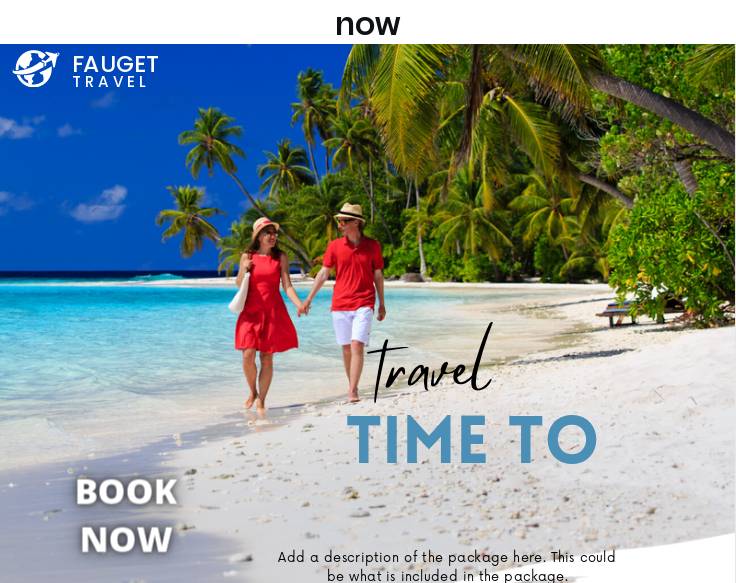 now
FAUGET
TRAVEL
travel
TIME TO
BOOK
NOW
Add a description of the package here. This could
be what is included in the package.